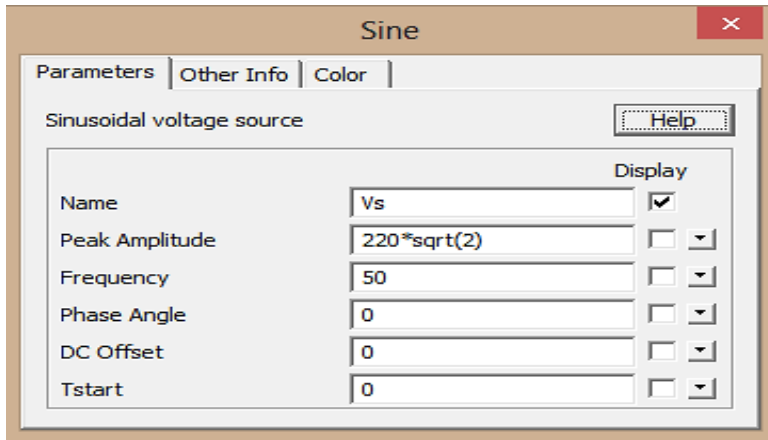 Sine
Parameters Other Info Color
Sinusoidal voltage source Help
Display
Name Vs
Peak Amplitude 220*sqrt(2)
Frequency 50
Phase Angle 0
DC Offset 0
Tstart 0